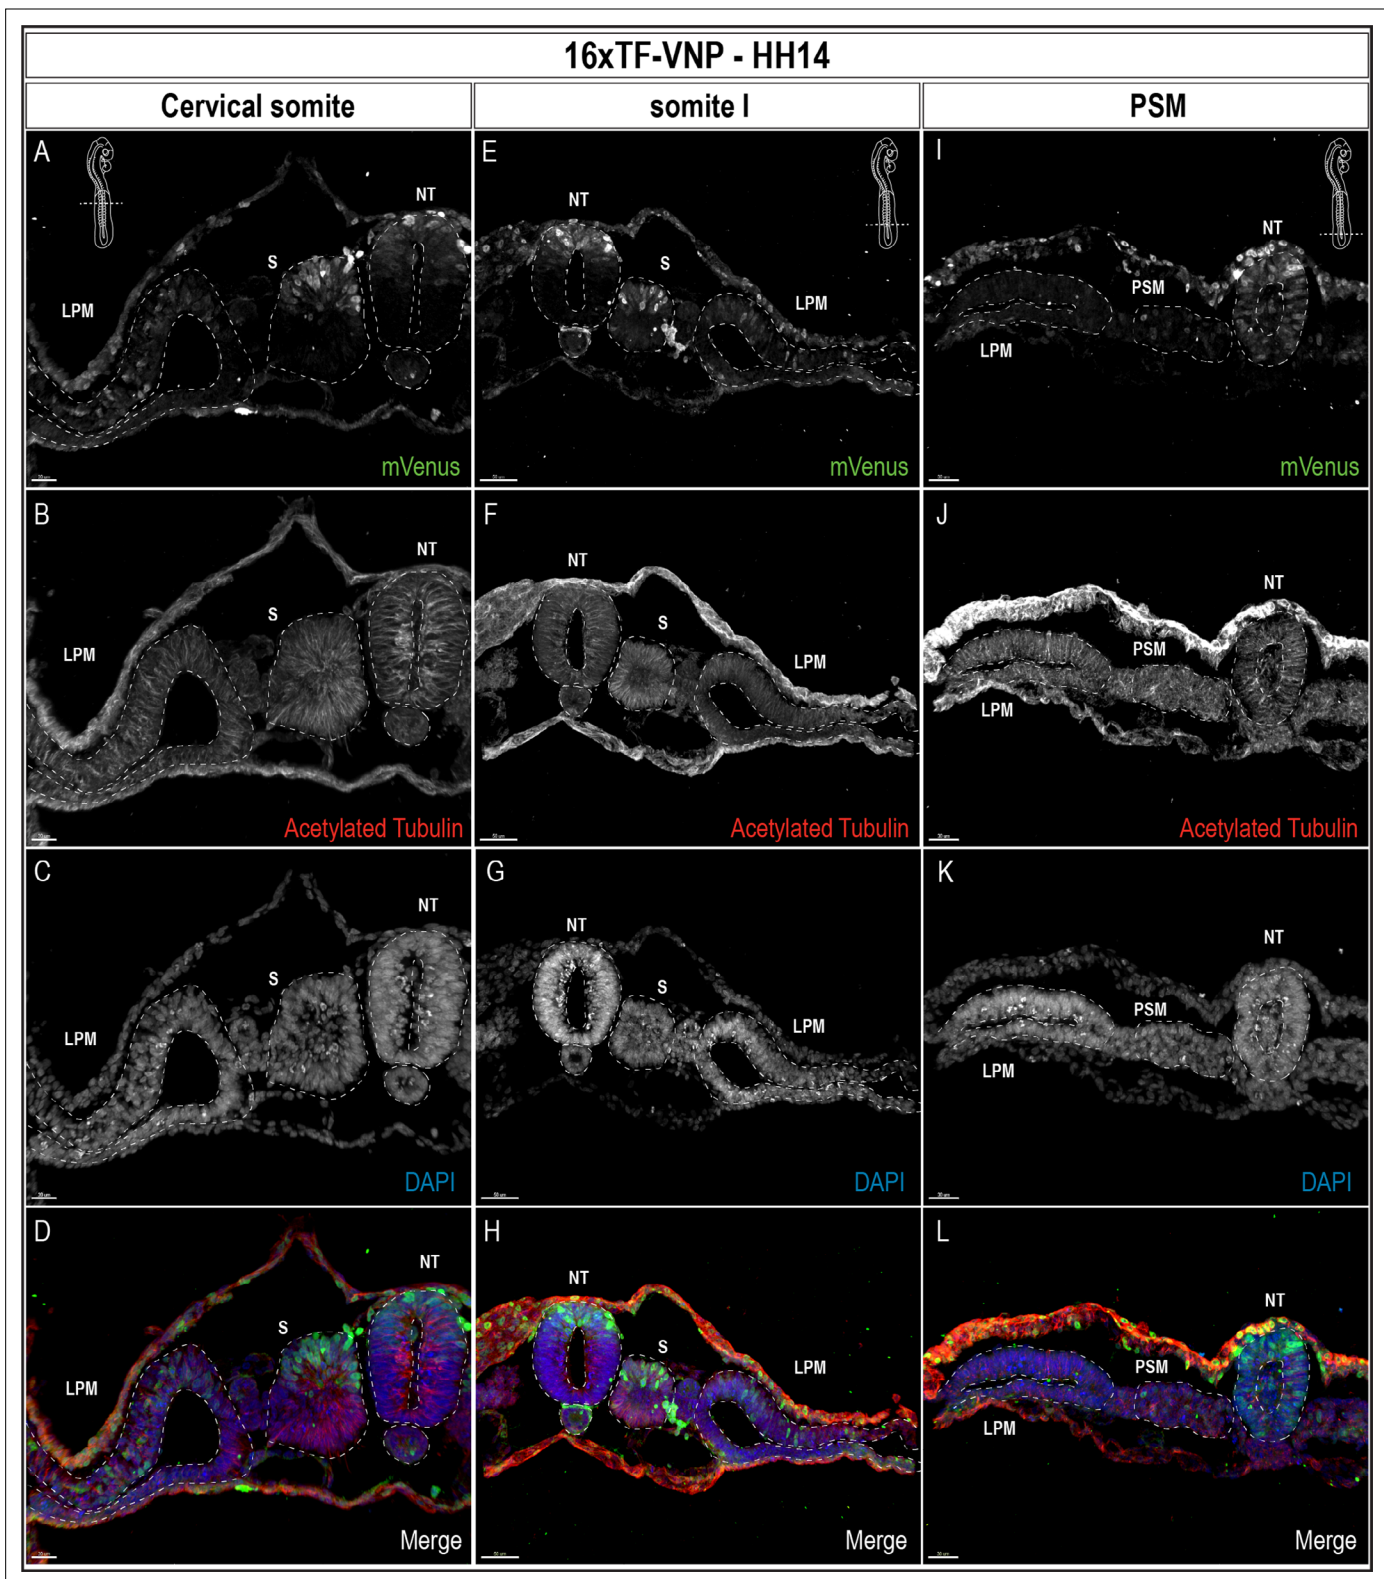 16xTF-VNP - HH14
Cervical somite
somite I
PSM
A
NT
S
LPM
mVenus
E
NT
S
LPM
mVenus
I
NT
PSM
LPM
mVenus
B
NT
S
LPM
Acetylated Tubulin
F
NT
S
LPM
Acetylated Tubulin
J
NT
PSM
LPM
Acetylated Tubulin
C
NT
S
LPM
DAPI
G
NT
S
LPM
DAPI
K
NT
PSM
LPM
DAPI
D
NT
S
LPM
Merge
H
NT
S
LPM
Merge
L
NT
PSM
LPM
Merge